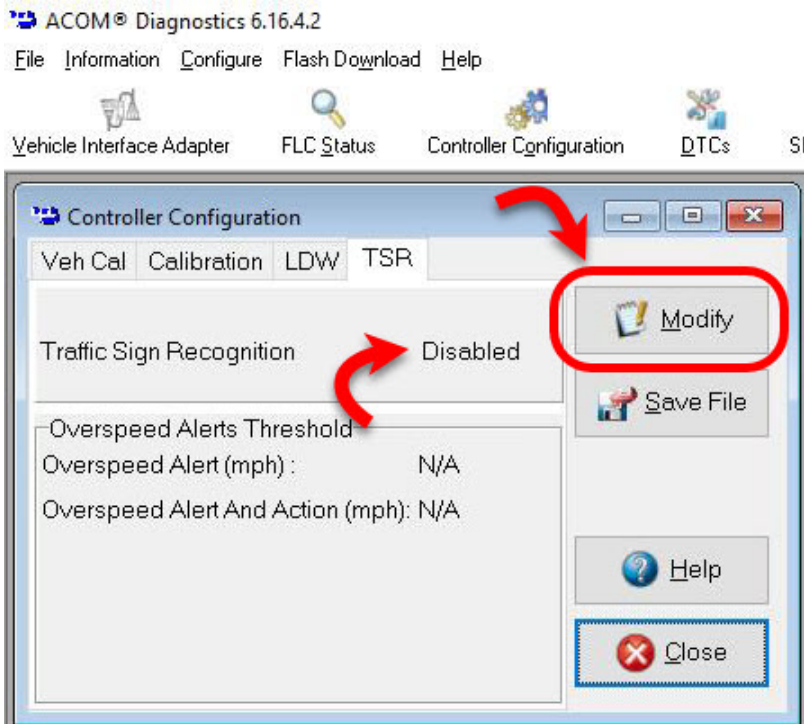 ACOM® Diagnostics 6.16.4.2
File Information Configure Flash Download Help
Vehicle Interface Adapter FLC Status Controller Configuration DTCs
Controller Configuration
Veh Cal Calibration LDW TSR
Modify
Traffic Sign Recognition Disabled
Save File
Overspeed Alerts Threshold
Overspeed Alert (mph) : N/A
Overspeed Alert And Action (mph): N/A
Help
Close